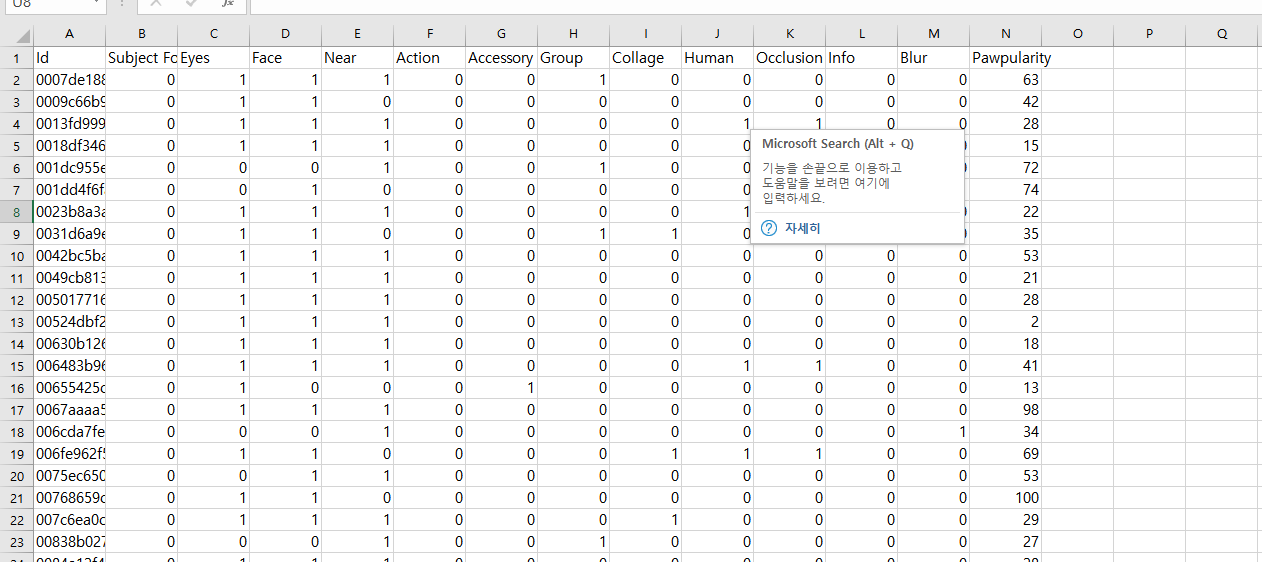 U8
fx
A B C D E F G H I J K L M N O P Q
1 Id Subject Fo Eyes Face Near Action Accessory Group Collage Human Occlusion Info Blur Pawpularity
2 0007de188 0 1 1 1 0 0 1 0 0 0 0 0 63
3 0009c66b9 0 1 1 0 0 0 0 0 0 0 0 0 42
4 0013fd999 0 1 1 1 0 0 0 0 1 1 0 0 28
5 0018df346 0 1 1 1 0 0 0 0 0 15
6 001dc955e 0 0 0 1 0 0 1 0 0 72
7 001dd4f6f 0 0 1 0 0 0 0 0 0 74
8 0023b8a3a 0 1 1 1 0 0 0 0 1 22
9 0031d6a9e 0 1 1 0 0 0 1 1 0 35
10 0042bc5ba 0 1 1 1 0 0 0 0 0 0 0 0 53
11 0049cb813 0 1 1 1 0 0 0 0 0 0 0 0 21
12 005017716 0 1 1 1 0 0 0 0 0 0 0 0 28
13 00524dbf2 0 1 1 1 0 0 0 0 0 0 0 0 2
14 00630b126 0 1 1 1 0 0 0 0 0 0 0 0 18
15 006483b96 0 1 1 1 0 0 0 0 1 1 0 0 41
16 00655425c 0 1 0 0 0 1 0 0 0 0 0 0 13
17 0067aaaa5 0 1 1 1 0 0 0 0 0 0 0 0 98
18 006cda7fe 0 0 0 1 0 0 0 0 0 0 0 1 34
19 006fe962f5 0 1 1 0 0 0 0 1 1 1 0 0 69
20 0075ec650 0 0 1 1 0 0 0 0 0 0 0 0 53
21 00768659c 0 1 1 0 0 0 0 0 0 0 0 0 100
22 007c6ea0c 0 1 1 1 0 0 0 1 0 0 0 0 29
23 00838b027 0 0 0 1 0 0 1 0 0 0 0 0 27
Microsoft Search (Alt + Q)
기능을 손끝으로 이용하고
도움말을 보려면 여기에
입력하세요.
자세히